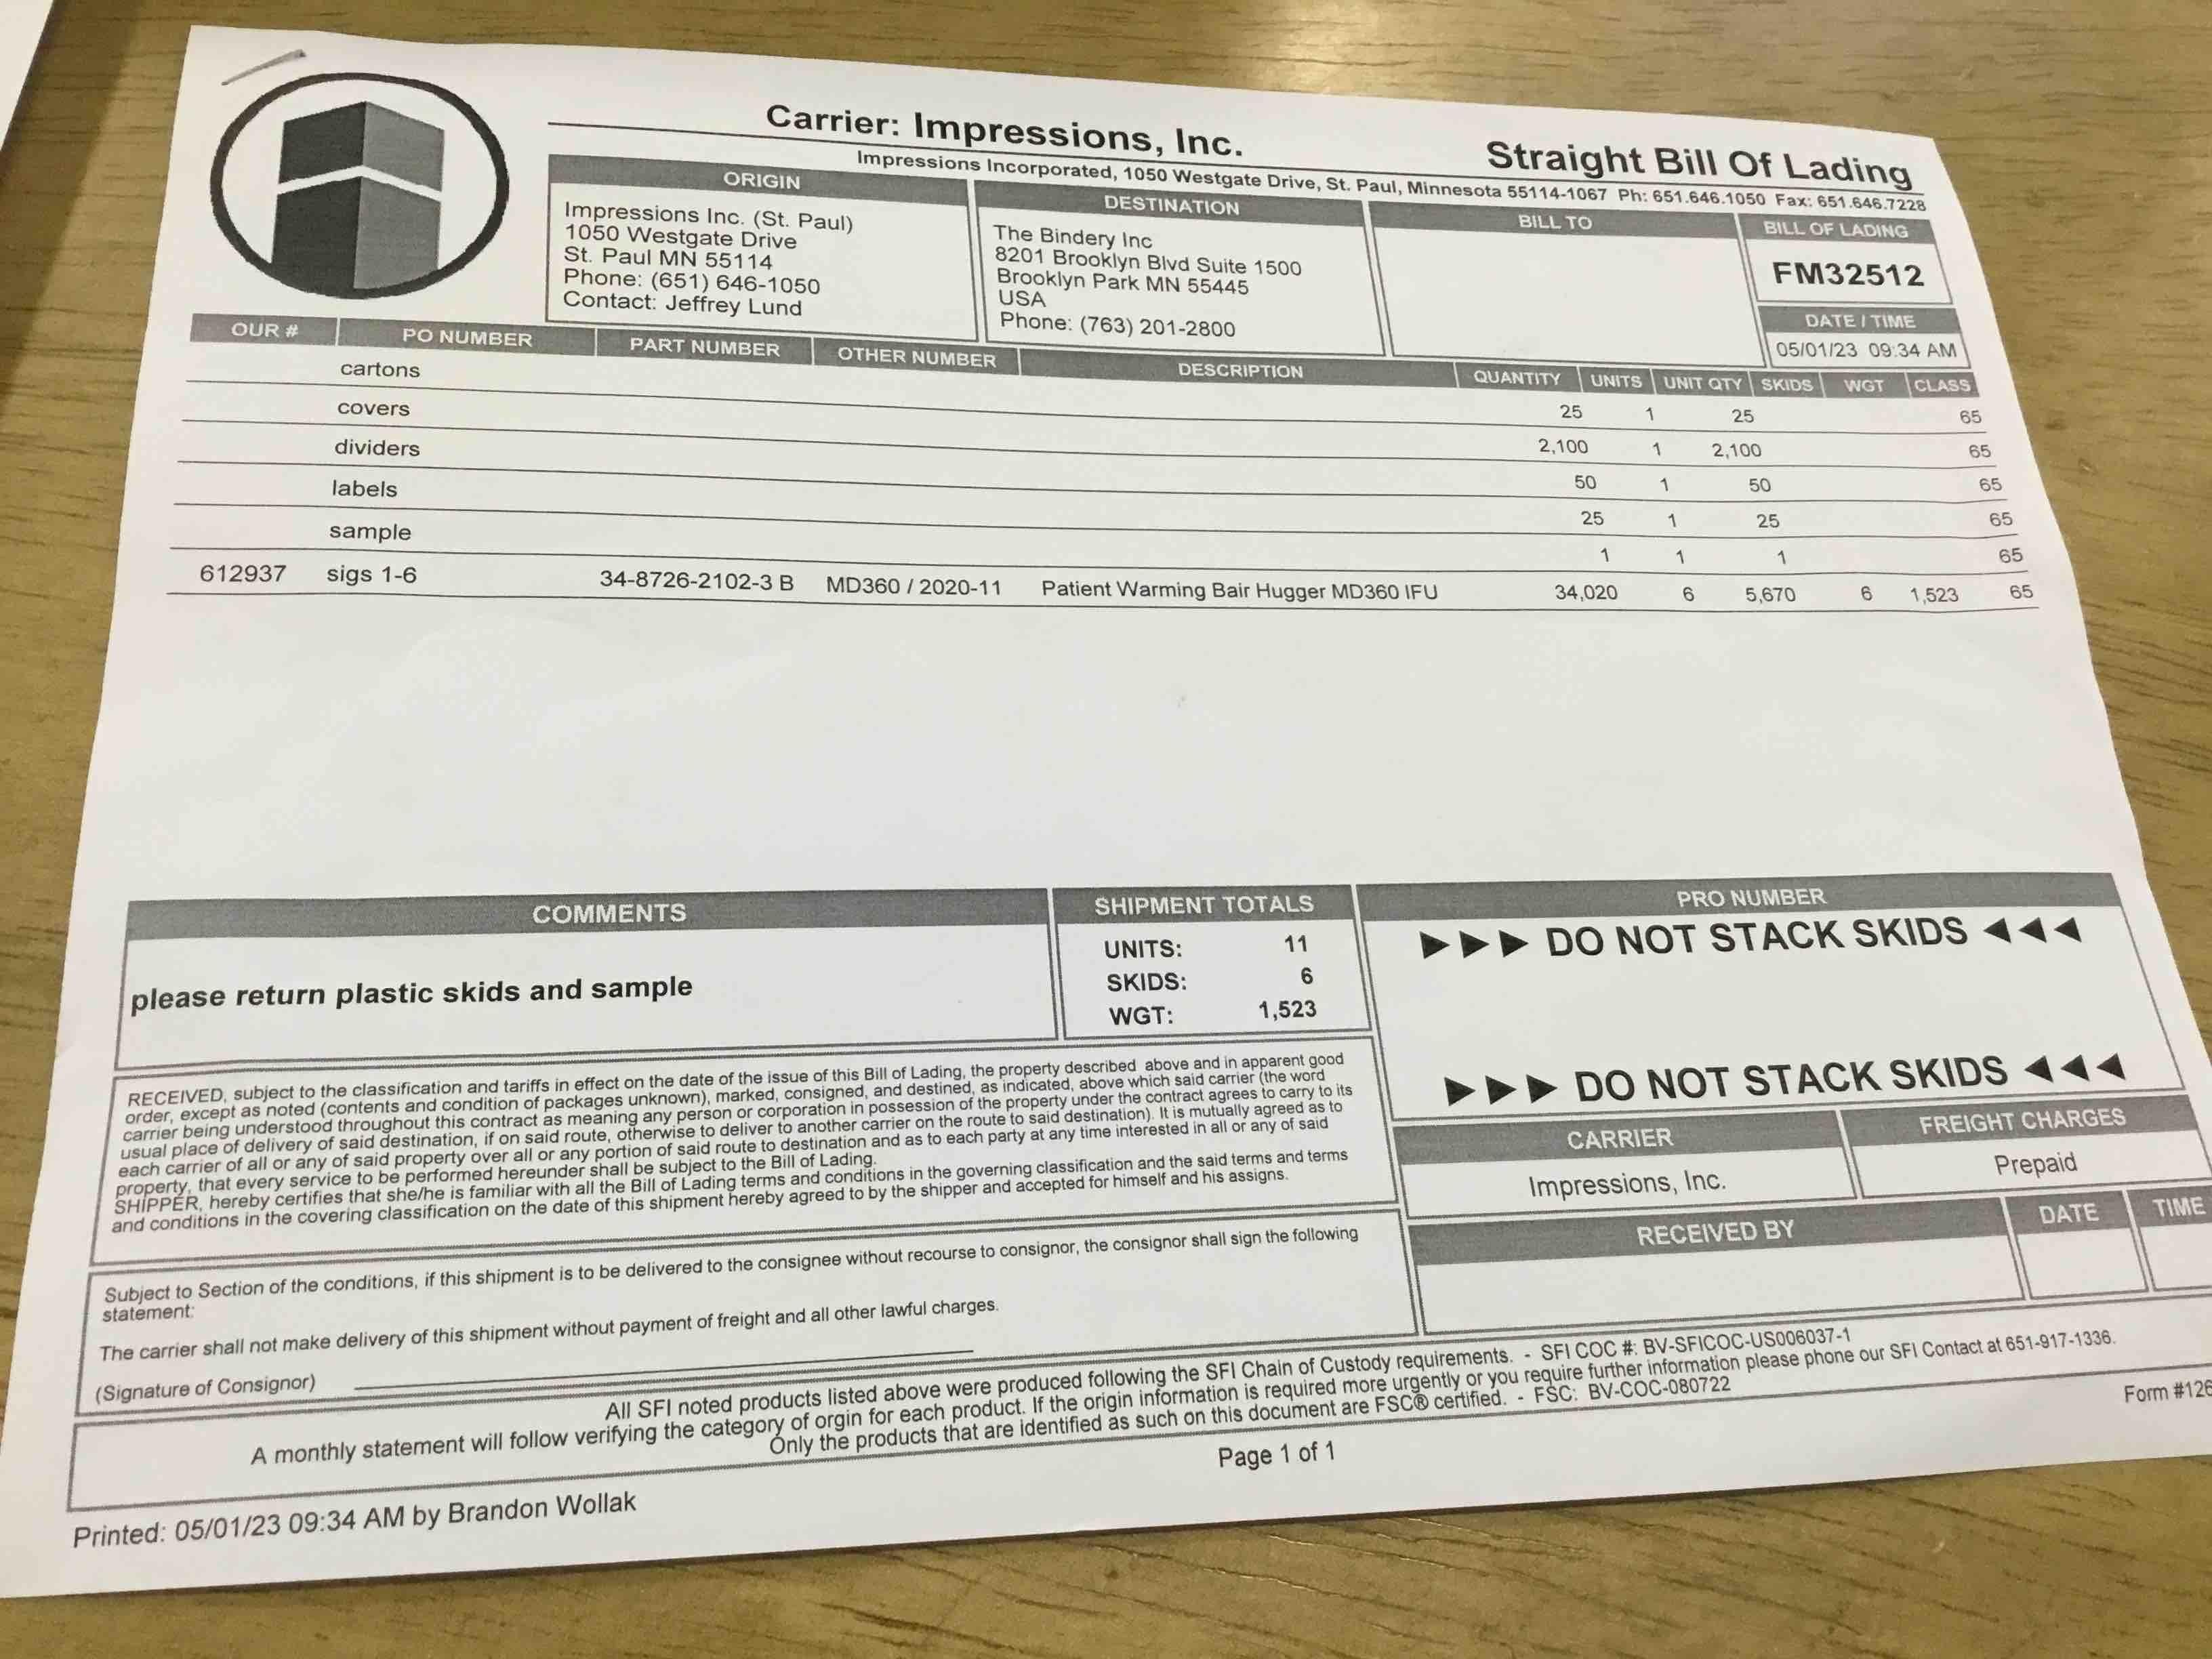 Carrier: Impressions, Inc.
Straight Bill Of Lading
Impressions Incorporated, 1050 Westgate Drive, St. Paul, Minnesota 55114-1067 Ph: 651.646.1050 Fax: 651.646.7228
ORIGIN
Impressions Inc. (St. Paul)
1050 Westgate Drive
St. Paul MN 55114
Phone: (651) 646-1050
Contact: Jeffrey Lund
DESTINATION
The Bindery Inc
8201 Brooklyn Blvd Suite 1500
Brooklyn Park MN 55445
USA
Phone: (763) 201-2800
BILL TO
BILL OF LADING
FM32512
DATE / TIME
05/01/23 09:34 AM
OUR # PO NUMBER PART NUMBER OTHER NUMBER DESCRIPTION QUANTITY UNITS UNIT QTY SKIDS WGT CLASS
cartons 25 1 25 65
covers 2,100 1 2,100 65
dividers 50 1 50 65
labels 25 1 25 65
sample 1 1 1 65
612937 sigs 1-6 34-8726-2102-3 B MD360 / 2020-11 Patient Warming Bair Hugger MD360 IFU 34,020 6 5,670 6 1,523 65
COMMENTS
please return plastic skids and sample
SHIPMENT TOTALS
UNITS: 11
SKIDS: 6
WGT: 1,523
PRO NUMBER
►►► DO NOT STACK SKIDS ◄◄◄
►►► DO NOT STACK SKIDS ◄◄◄
RECEIVED, subject to the classification and tariffs in effect on the date of the issue of this Bill of Lading, the property described above and in apparent good
order, except as noted (contents and condition of packages unknown), marked, consigned, and destined, as indicated, above which said carrier (the word
carrier being understood throughout this contract as meaning any person or corporation in possession of the property under the contract agrees to carry to its
usual place of delivery of said destination, if on said route, otherwise to deliver to another carrier on the route to said destination). It is mutually agreed as to
each carrier of all or any of said property over all or any portion of said route to destination and as to each party at any time interested in all or any of said
property, that every service to be performed hereunder shall be subject to the Bill of Lading.
SHIPPER, hereby certifies that she/he is familiar with all the Bill of Lading terms and conditions in the governing classification and the said terms and terms
and conditions in the covering classification on the date of this shipment hereby agreed to by the shipper and accepted for himself and his assigns.
CARRIER
Impressions, Inc.
FREIGHT CHARGES
Prepaid
RECEIVED BY
DATE
TIME
Subject to Section of the conditions, if this shipment is to be delivered to the consignee without recourse to consignor, the consignor shall sign the following
statement:
The carrier shall not make delivery of this shipment without payment of freight and all other lawful charges.
(Signature of Consignor)
All SFI noted products listed above were produced following the SFI Chain of Custody requirements. - SFI COC #: BV-SFICOC-US006037-1
A monthly statement will follow verifying the category of orgin for each product. If the origin information is required more urgently or you require further information please phone our SFI Contact at 651-917-1336.
Only the products that are identified as such on this document are FSC® certified. - FSC: BV-COC-080722
Form #126
Page 1 of 1
Printed: 05/01/23 09:34 AM by Brandon Wollak